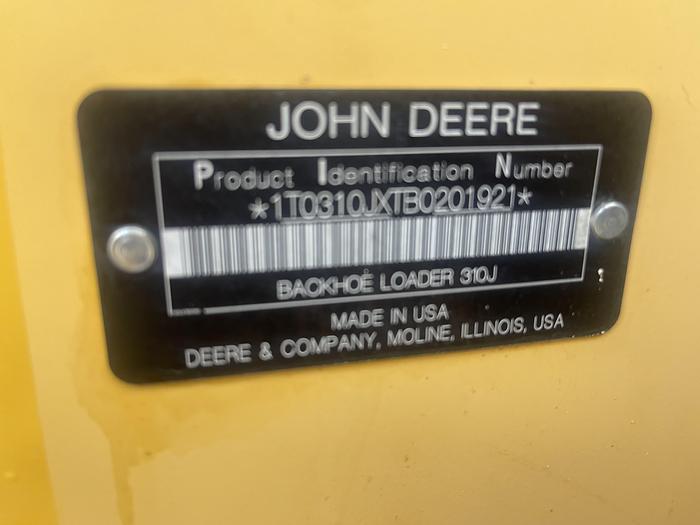 JOHN DEERE
Product Identification Number
*1T0310JXTB0201921*
BACKHOE LOADER 310J
MADE IN USA
DEERE & COMPANY, MOLINE, ILLINOIS, USA